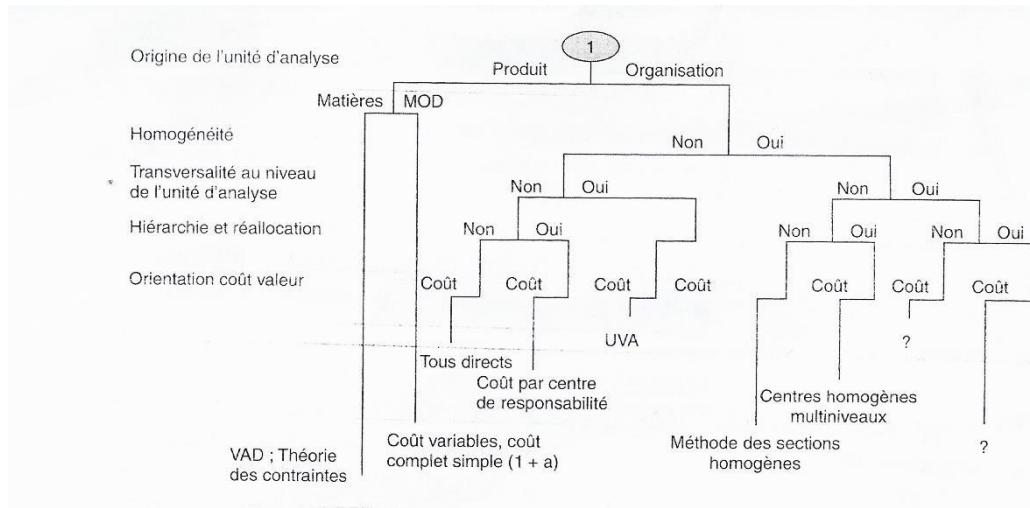 1
Origine de l'unité d'analyse
Produit Organisation
Matières MOD
Homogénéité
Non Oui
Transversalité au niveau
de l'unité d'analyse
Non Oui Non Oui
Hiérarchie et réallocation
Non Oui Non Oui Non Oui
Orientation coût valeur
Coût Coût Coût Coût Coût Coût Coût
UVA
?
Tous directs
Coût par centre
de responsabilité
Centres homogènes
multiniveaux
VAD ; Théorie
des contraintes
Coût variables, coût
complet simple (1 + a)
Méthode des sections
homogènes
?